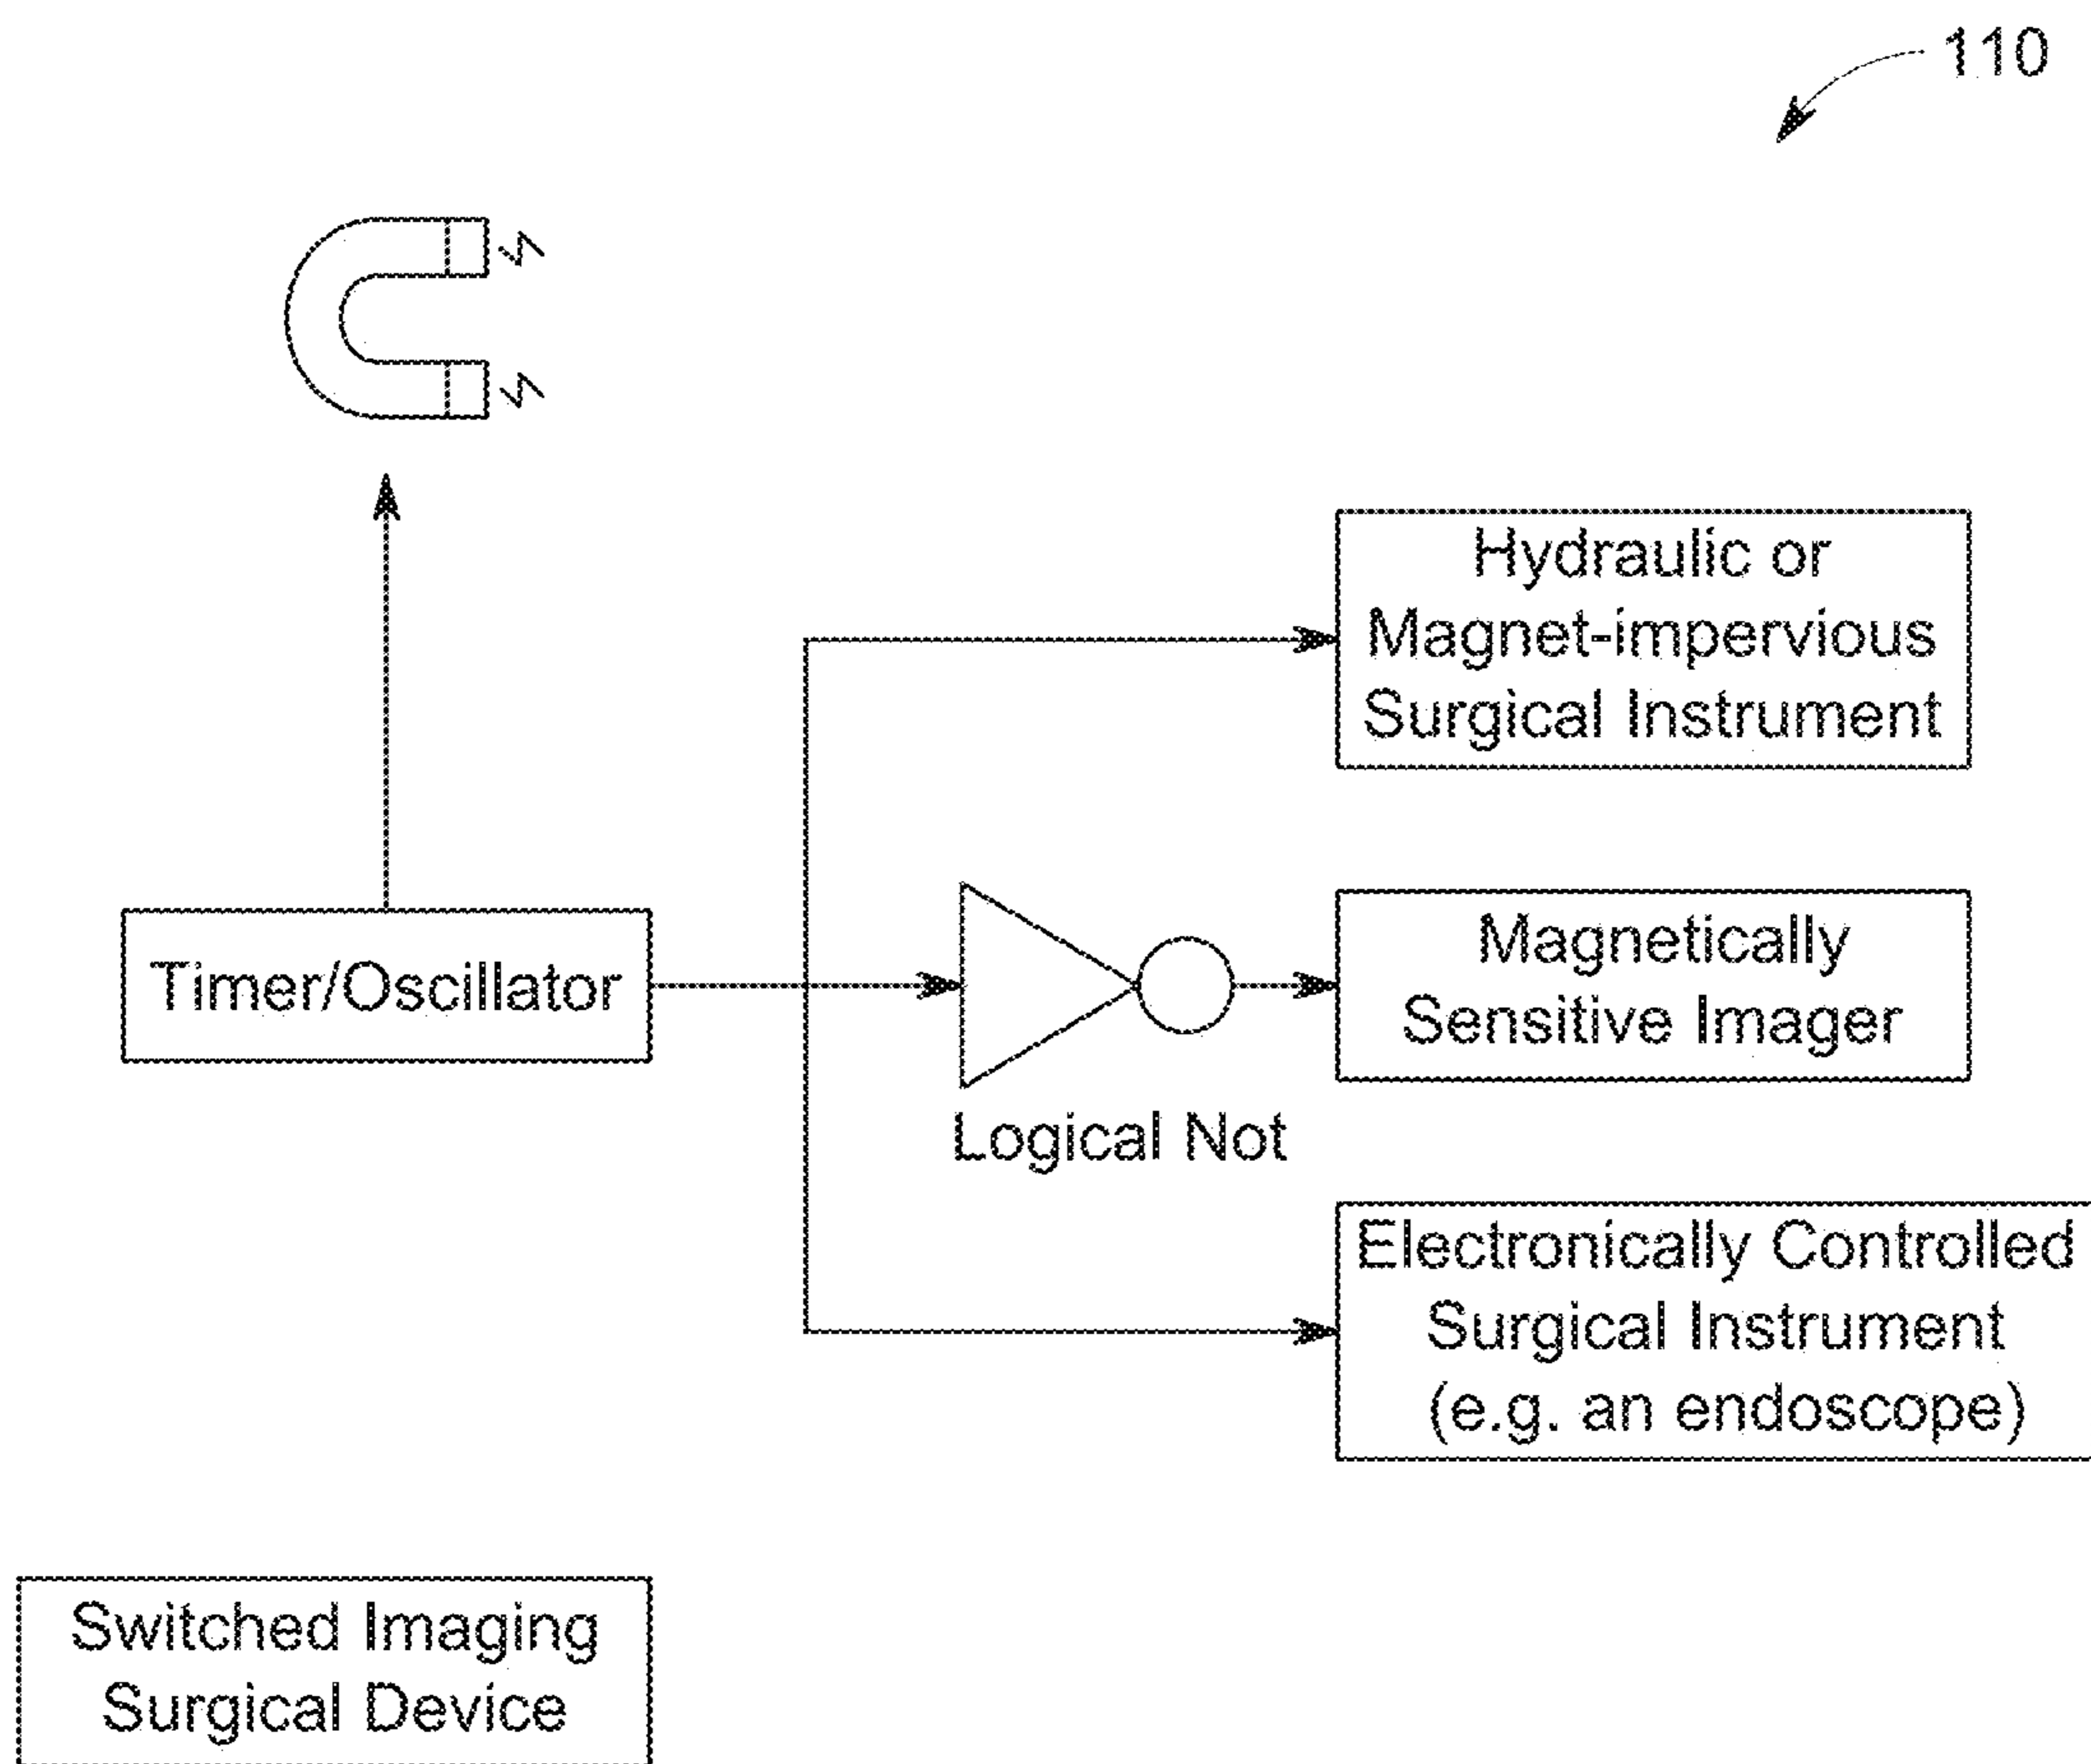 110
Hydraulic or
Magnet-impervious
Surgical Instrument
Timer/Oscillator
Magnetically
Sensitive Imager
Logical Not
Electronically Controlled
Surgical Instrument
(e.g. an endoscope)
Switched Imaging
Surgical Device